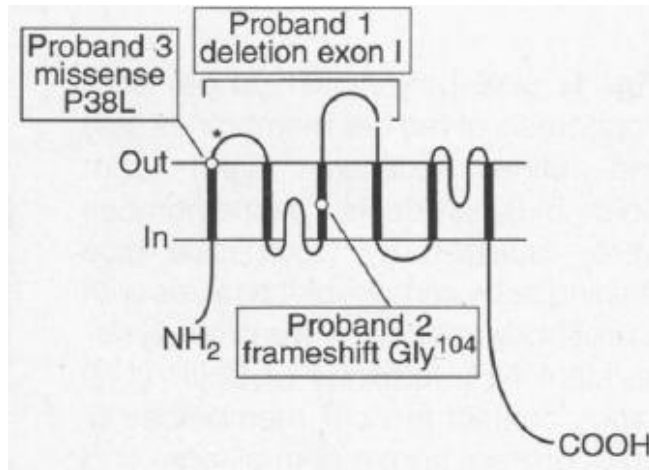 Proband 3
missense
P38L
Proband 1
deletion exon I
*
Out
In
NH2
Proband 2
frameshift Gly104
COOH